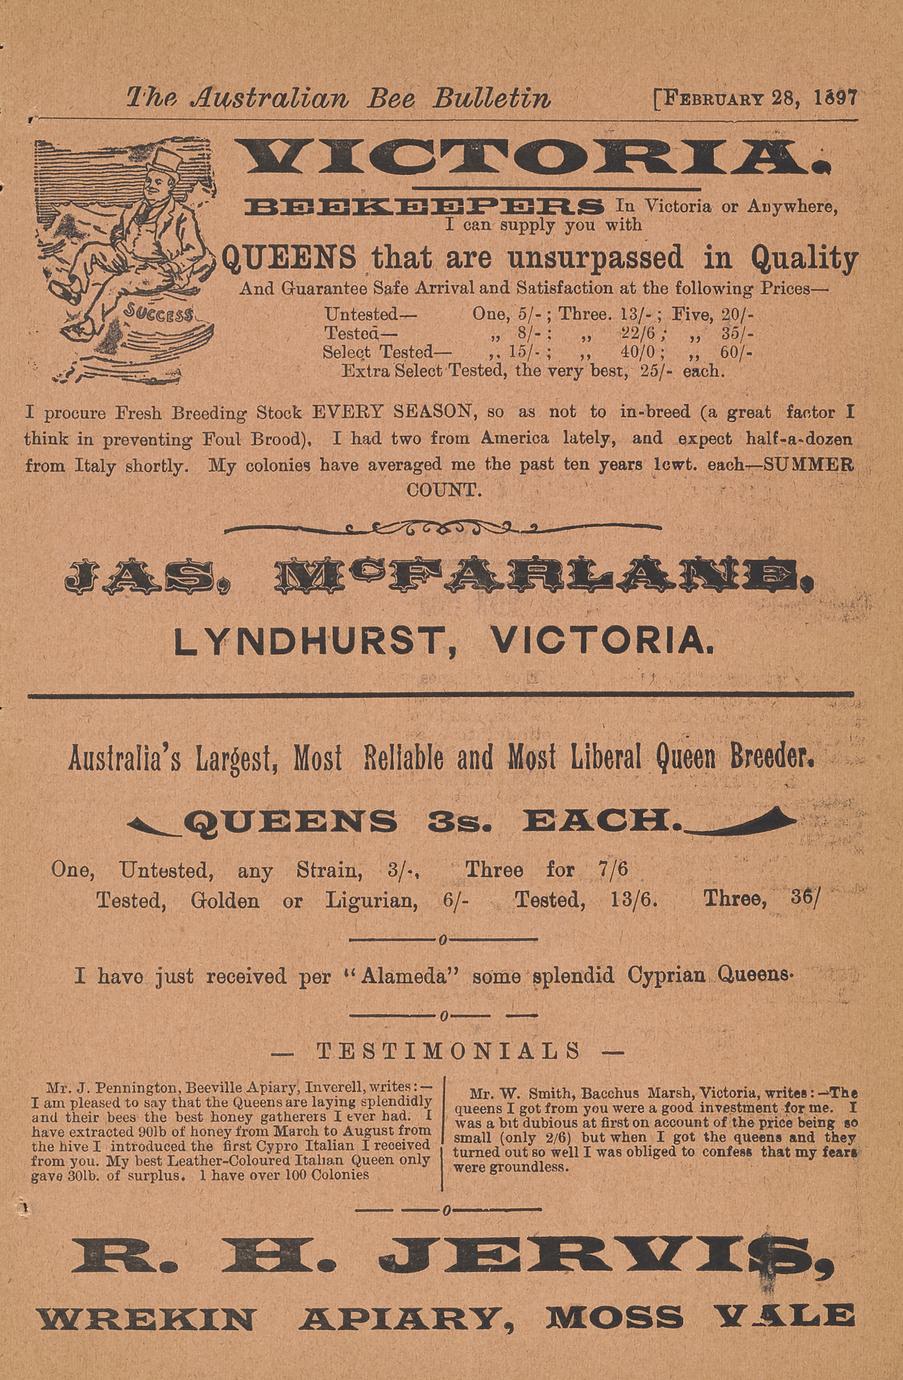 The Australian Bee Bulletin [FEBRUARY 28, 1897
VICTORIA.
BEEKEEPERS In Victoria or Anywhere,
I can supply you with
QUEENS that are unsurpassed in Quality
And Guarantee Safe Arrival and Satisfaction at the following Prices—
SUCCESS.
Untested— One, 5/- ; Three. 13/- ; Five, 20/-
Tested— „ 8/- ; „ 22/6 ; „ 35/-
Select Tested— „. 15/- ; „ 40/0 ; „ 60/-
Extra Select Tested, the very best, 25/- each.
I procure Fresh Breeding Stock EVERY SEASON, so as not to in-breed (a great factor I
think in preventing Foul Brood). I had two from America lately, and expect half-a-dozen
from Italy shortly. My colonies have averaged me the past ten years 1cwt. each—SUMMER
COUNT.
JAS. McFARLANE,
LYNDHURST, VICTORIA.
Australia's Largest, Most Reliable and Most Liberal Queen Breeder.
QUEENS 3s. EACH.
One, Untested, any Strain, 3/-, Three for 7/6
Tested, Golden or Ligurian, 6/- Tested, 13/6. Three, 36/
o
I have just received per "Alameda" some splendid Cyprian Queens·
o
— TESTIMONIALS —
Mr. J. Pennington, Beeville Apiary, Inverell, writes:—
I am pleased to say that the Queens are laying splendidly
and their bees the best honey gatherers I ever had. I
have extracted 90lb of honey from March to August from
the hive I introduced the first Cypro Italian I received
from you. My best Leather-Coloured Italian Queen only
gave 30lb. of surplus. I have over 100 Colonies
Mr. W. Smith, Bacchus Marsh, Victoria, writes:—The
queens I got from you were a good investment for me. I
was a bit dubious at first on account of the price being so
small (only 2/6) but when I got the queens and they
turned out so well I was obliged to confess that my fears
were groundless.
o
R. H. JERVIS,
WREKIN APIARY, MOSS VALE